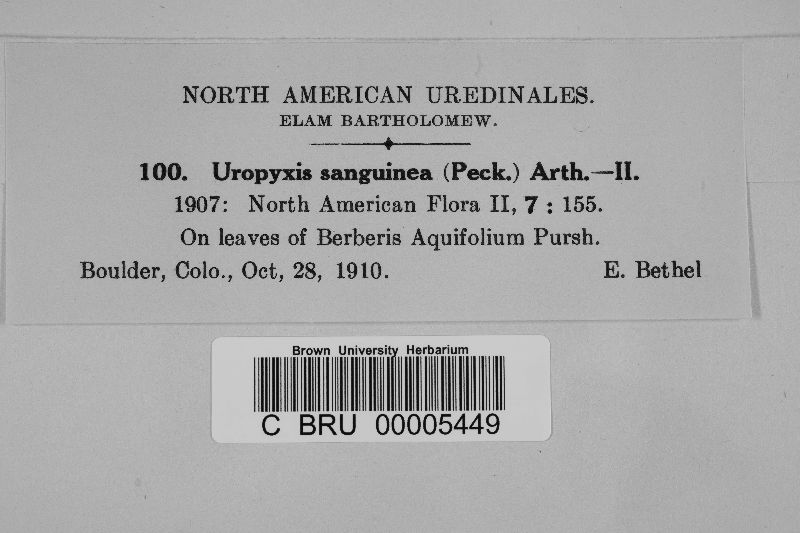 NORTH AMERICAN UREDINALES.
ELAM BARTHOLOMEW.
100. Uropyxis sanguinea (Peck.) Arth.—II.
1907: North American Flora II, 7 : 155.
On leaves of Berberis Aquifolium Pursh.
Boulder, Colo., Oct, 28, 1910. E. Bethel
Brown University Herbarium
C BRU 00005449